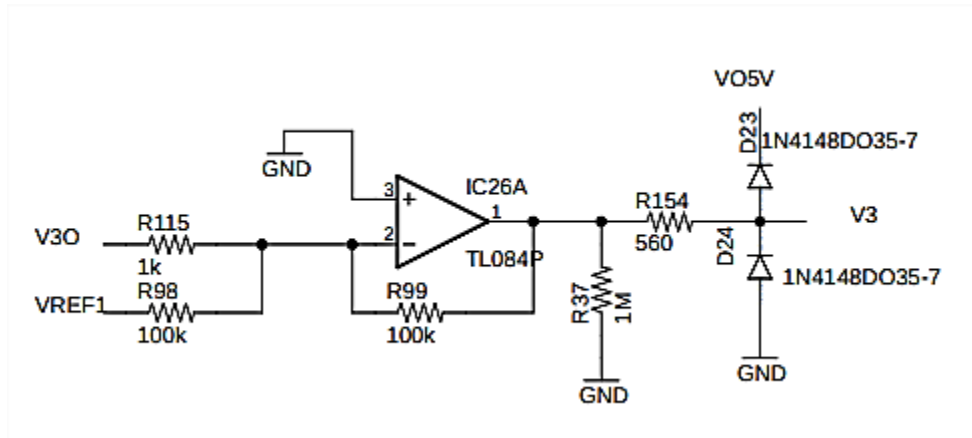 VO5V
D23
1N4148DO35-7
GND
3
+
IC26A
1
R115
R154
V3
V3O
2
−
TL084P
560
D24
1k
1N4148DO35-7
R98
R99
R37
1M
VREF1
100k
100k
GND
GND